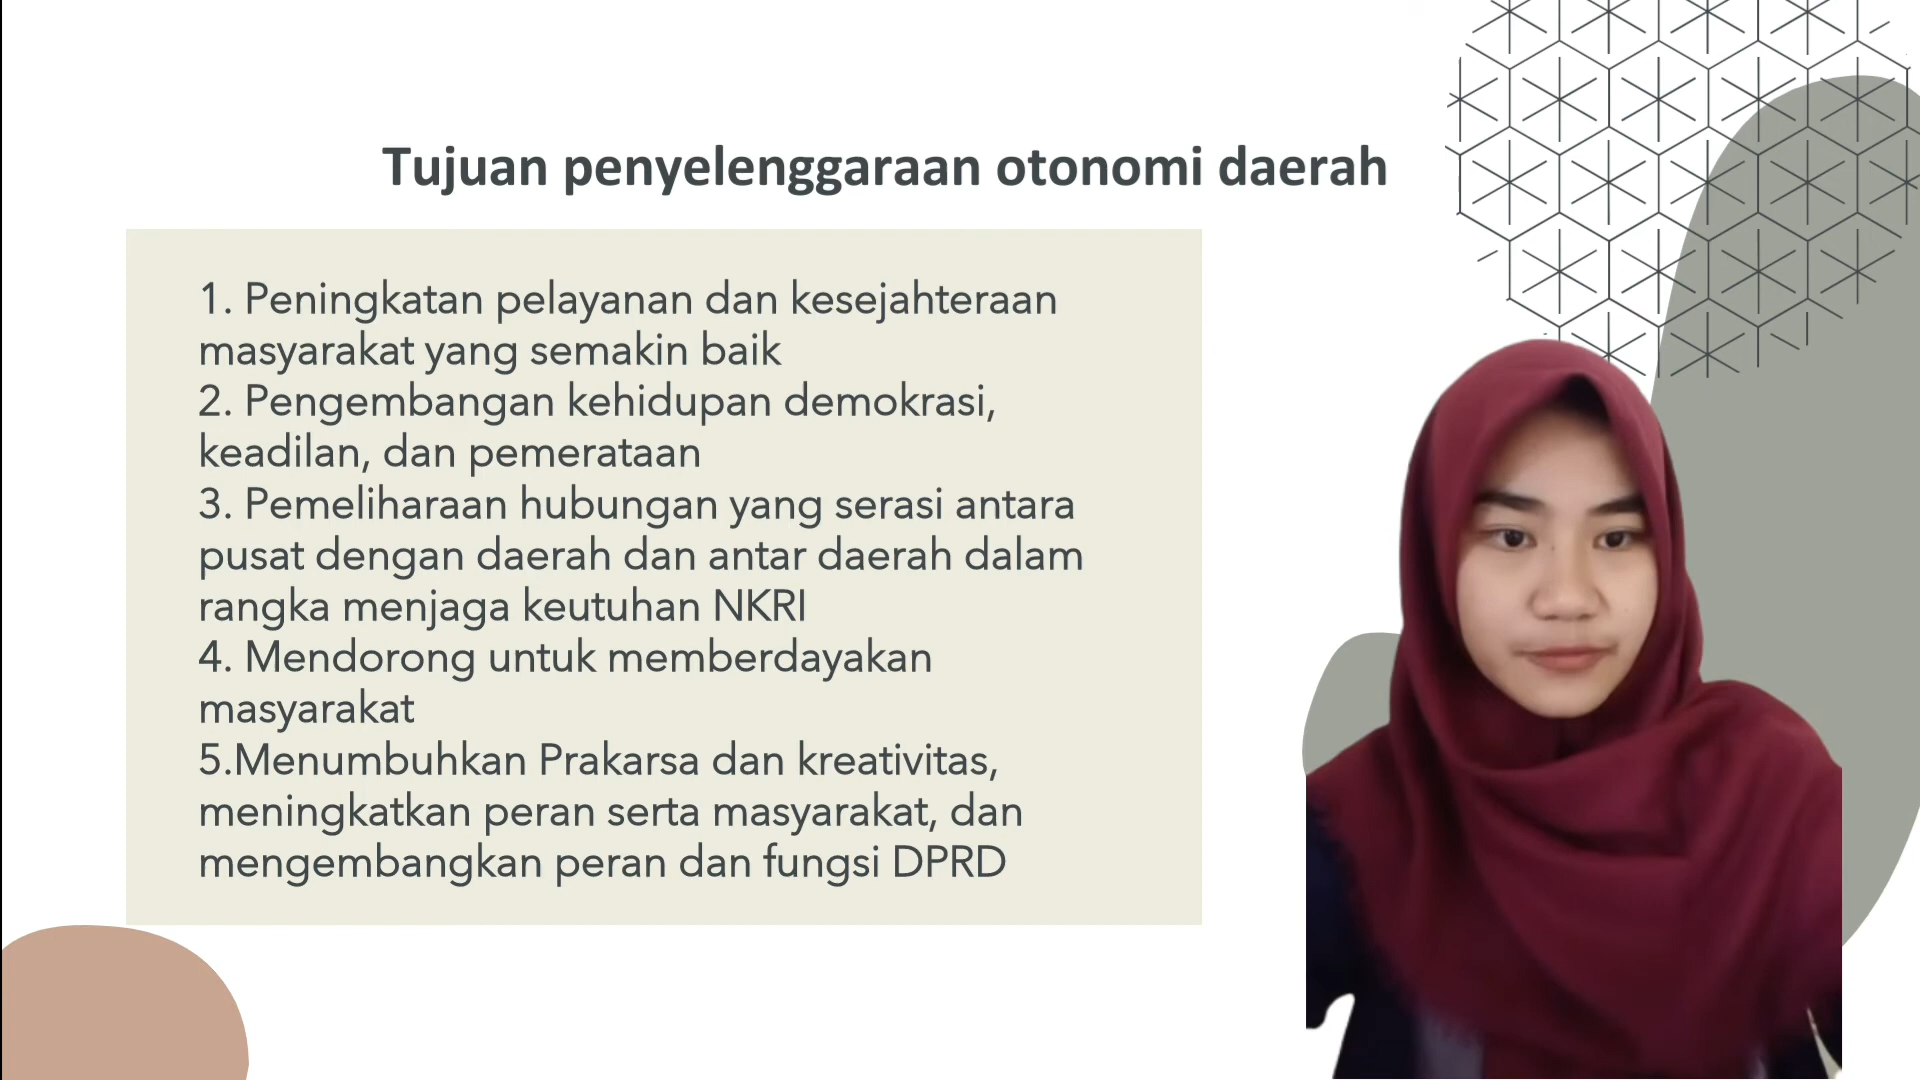 Tujuan penyelenggaraan otonomi daerah
1. Peningkatan pelayanan dan kesejahteraan
masyarakat yang semakin baik
2. Pengembangan kehidupan demokrasi,
keadilan, dan pemerataan
3. Pemeliharaan hubungan yang serasi antara
pusat dengan daerah dan antar daerah dalam
rangka menjaga keutuhan NKRI
4. Mendorong untuk memberdayakan
masyarakat
5.Menumbuhkan Prakarsa dan kreativitas,
meningkatkan peran serta masyarakat, dan
mengembangkan peran dan fungsi DPRD